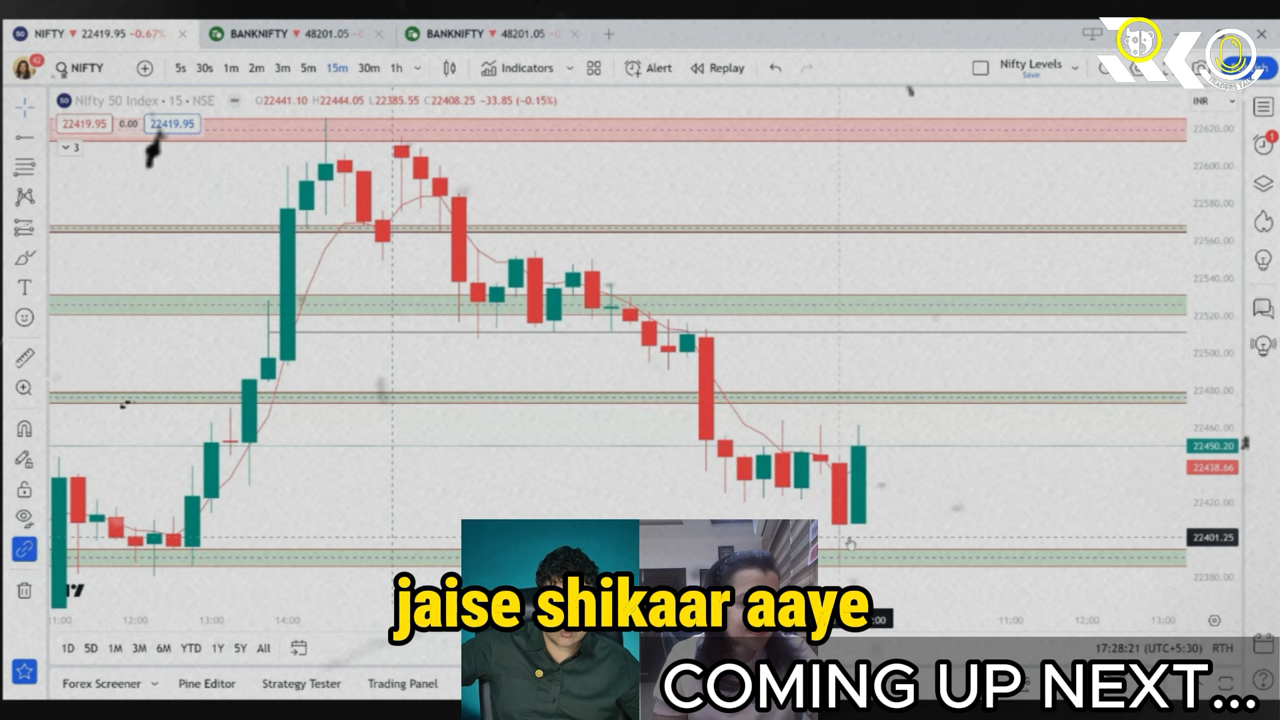 NIFTY ▼ 22419.95 -0.67%
BANKNIFTY ▼ 48201.05
BANKNIFTY ▼ 48201.05
NIFTY
5s 30s 1m 2m 3m 5m 15m 30m 1h
Indicators
Alert
Replay
Nifty Levels
Save
TRADERS TALK
Nifty 50 Index · 15 · NSE
O22441.10 H22444.05 L22385.55 C22408.25 -33.85 (-0.15%)
INR
22419.95 0.00 22419.95
3
22620.00
22600.00
22580.00
22560.00
22540.00
22520.00
22500.00
22480.00
22460.00
22450.20
22438.66
22420.00
22401.25
22380.00
11:00 12:00 13:00 14:00 11:00 12:00 13:00
jaise shikaar aaye
1D 5D 1M 3M 6M YTD 1Y 5Y All
17:28:21 (UTC+5:30) RTH
Forex Screener Pine Editor Strategy Tester Trading Panel
COMING UP NEXT...